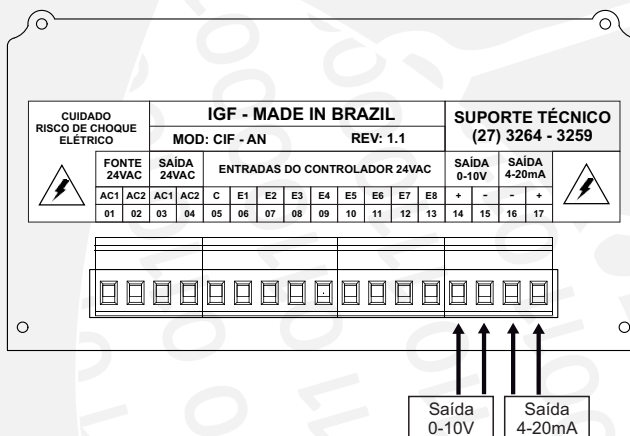 CUIDADO
RISCO DE CHOQUE
ELÉTRICO
IGF - MADE IN BRAZIL
MOD: CIF - AN REV: 1.1
SUPORTE TÉCNICO
(27) 3264 - 3259
FONTE
24VAC
SAÍDA
24VAC
ENTRADAS DO CONTROLADOR 24VAC
SAÍDA
0-10V
SAÍDA
4-20mA
AC1 AC2 AC1 AC2 C E1 E2 E3 E4 E5 E6 E7 E8 + - - +
01 02 03 04 05 06 07 08 09 10 11 12 13 14 15 16 17
Saída
0-10V
Saída
4-20mA